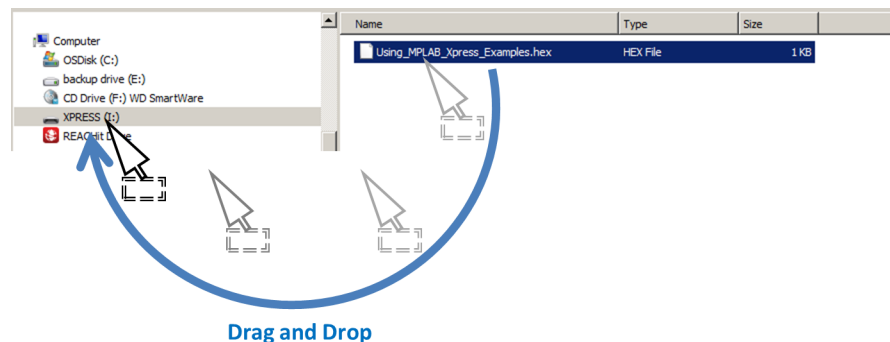 Name Type Size
Computer
OSDisk (C:)
backup drive (E:)
CD Drive (F:) WD SmartWare
XPRESS (I:)
REACHit
Using_MPLAB_Xpress_Examples.hex HEX File 1 KB
Drag and Drop